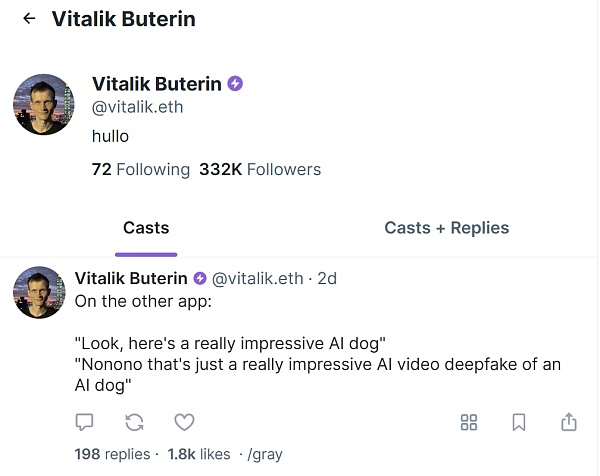 Vitalik Buterin
Vitalik Buterin
@vitalik.eth
hullo
72 Following 332K Followers
Casts
Casts + Replies
Vitalik Buterin @vitalik.eth · 2d
On the other app:
"Look, here's a really impressive AI dog"
"Nonono that's just a really impressive AI video deepfake of an
AI dog"
198 replies · 1.8k likes · /gray